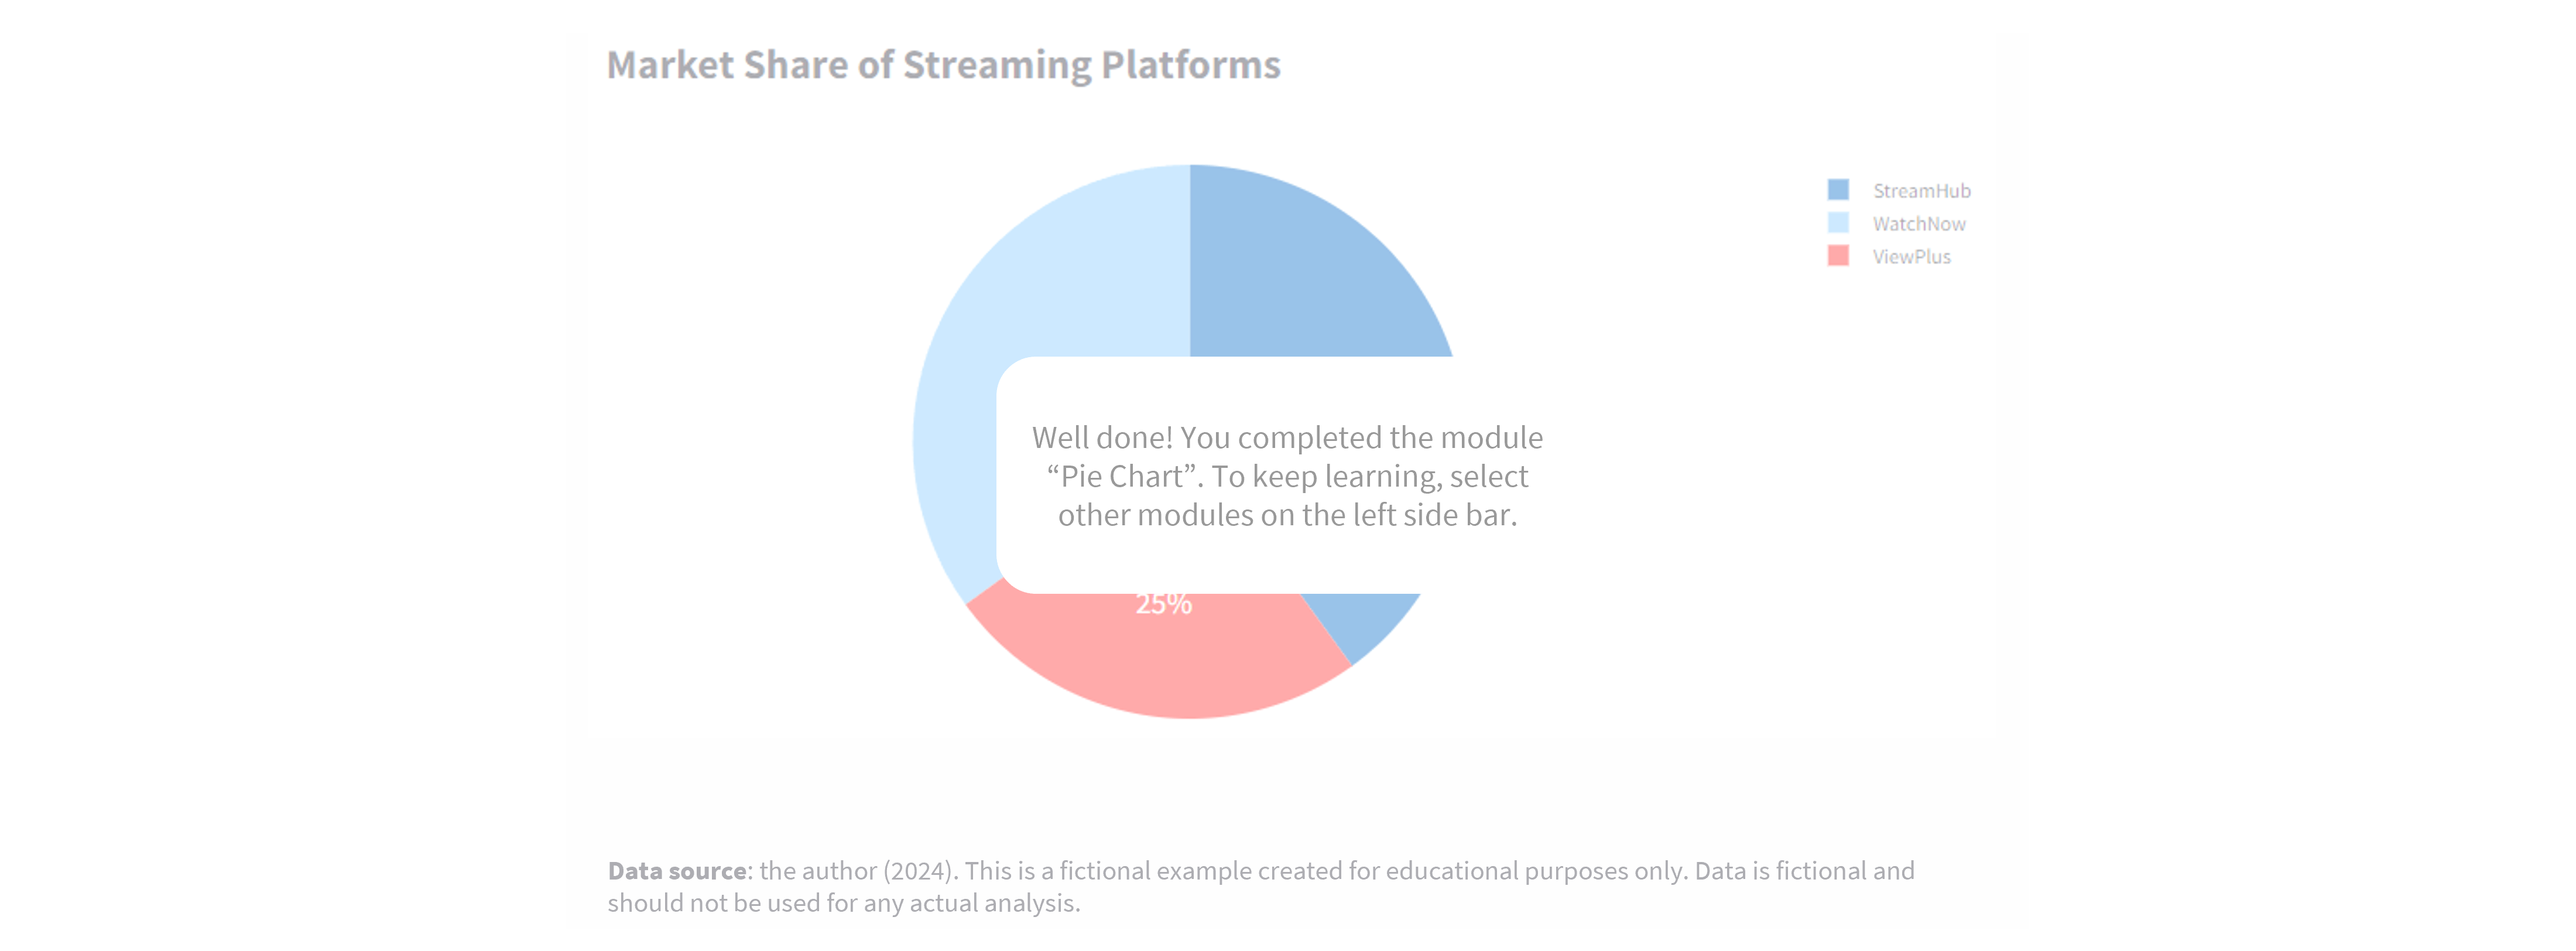 Market Share of Streaming Platforms
StreamHub
WatchNow
ViewPlus
Well done! You completed the module
“Pie Chart”. To keep learning, select
other modules on the left side bar.
25%
Data source: the author (2024). This is a fictional example created for educational purposes only. Data is fictional and
should not be used for any actual analysis.